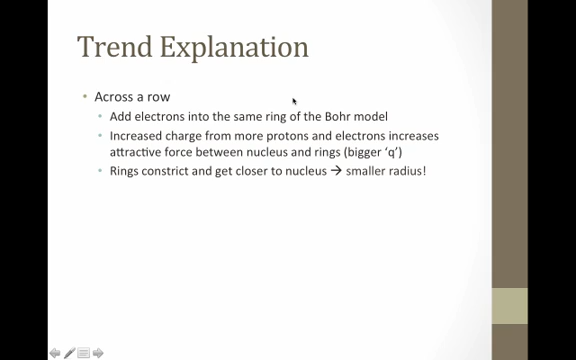 Trend Explanation
• Across a row
• Add electrons into the same ring of the Bohr model
• Increased charge from more protons and electrons increases
attractive force between nucleus and rings (bigger ‘q’)
• Rings constrict and get closer to nucleus → smaller radius!